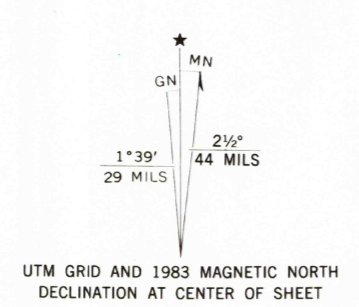 ★
MN
GN
2½°
44 MILS
1°39′
29 MILS
UTM GRID AND 1983 MAGNETIC NORTH
DECLINATION AT CENTER OF SHEET